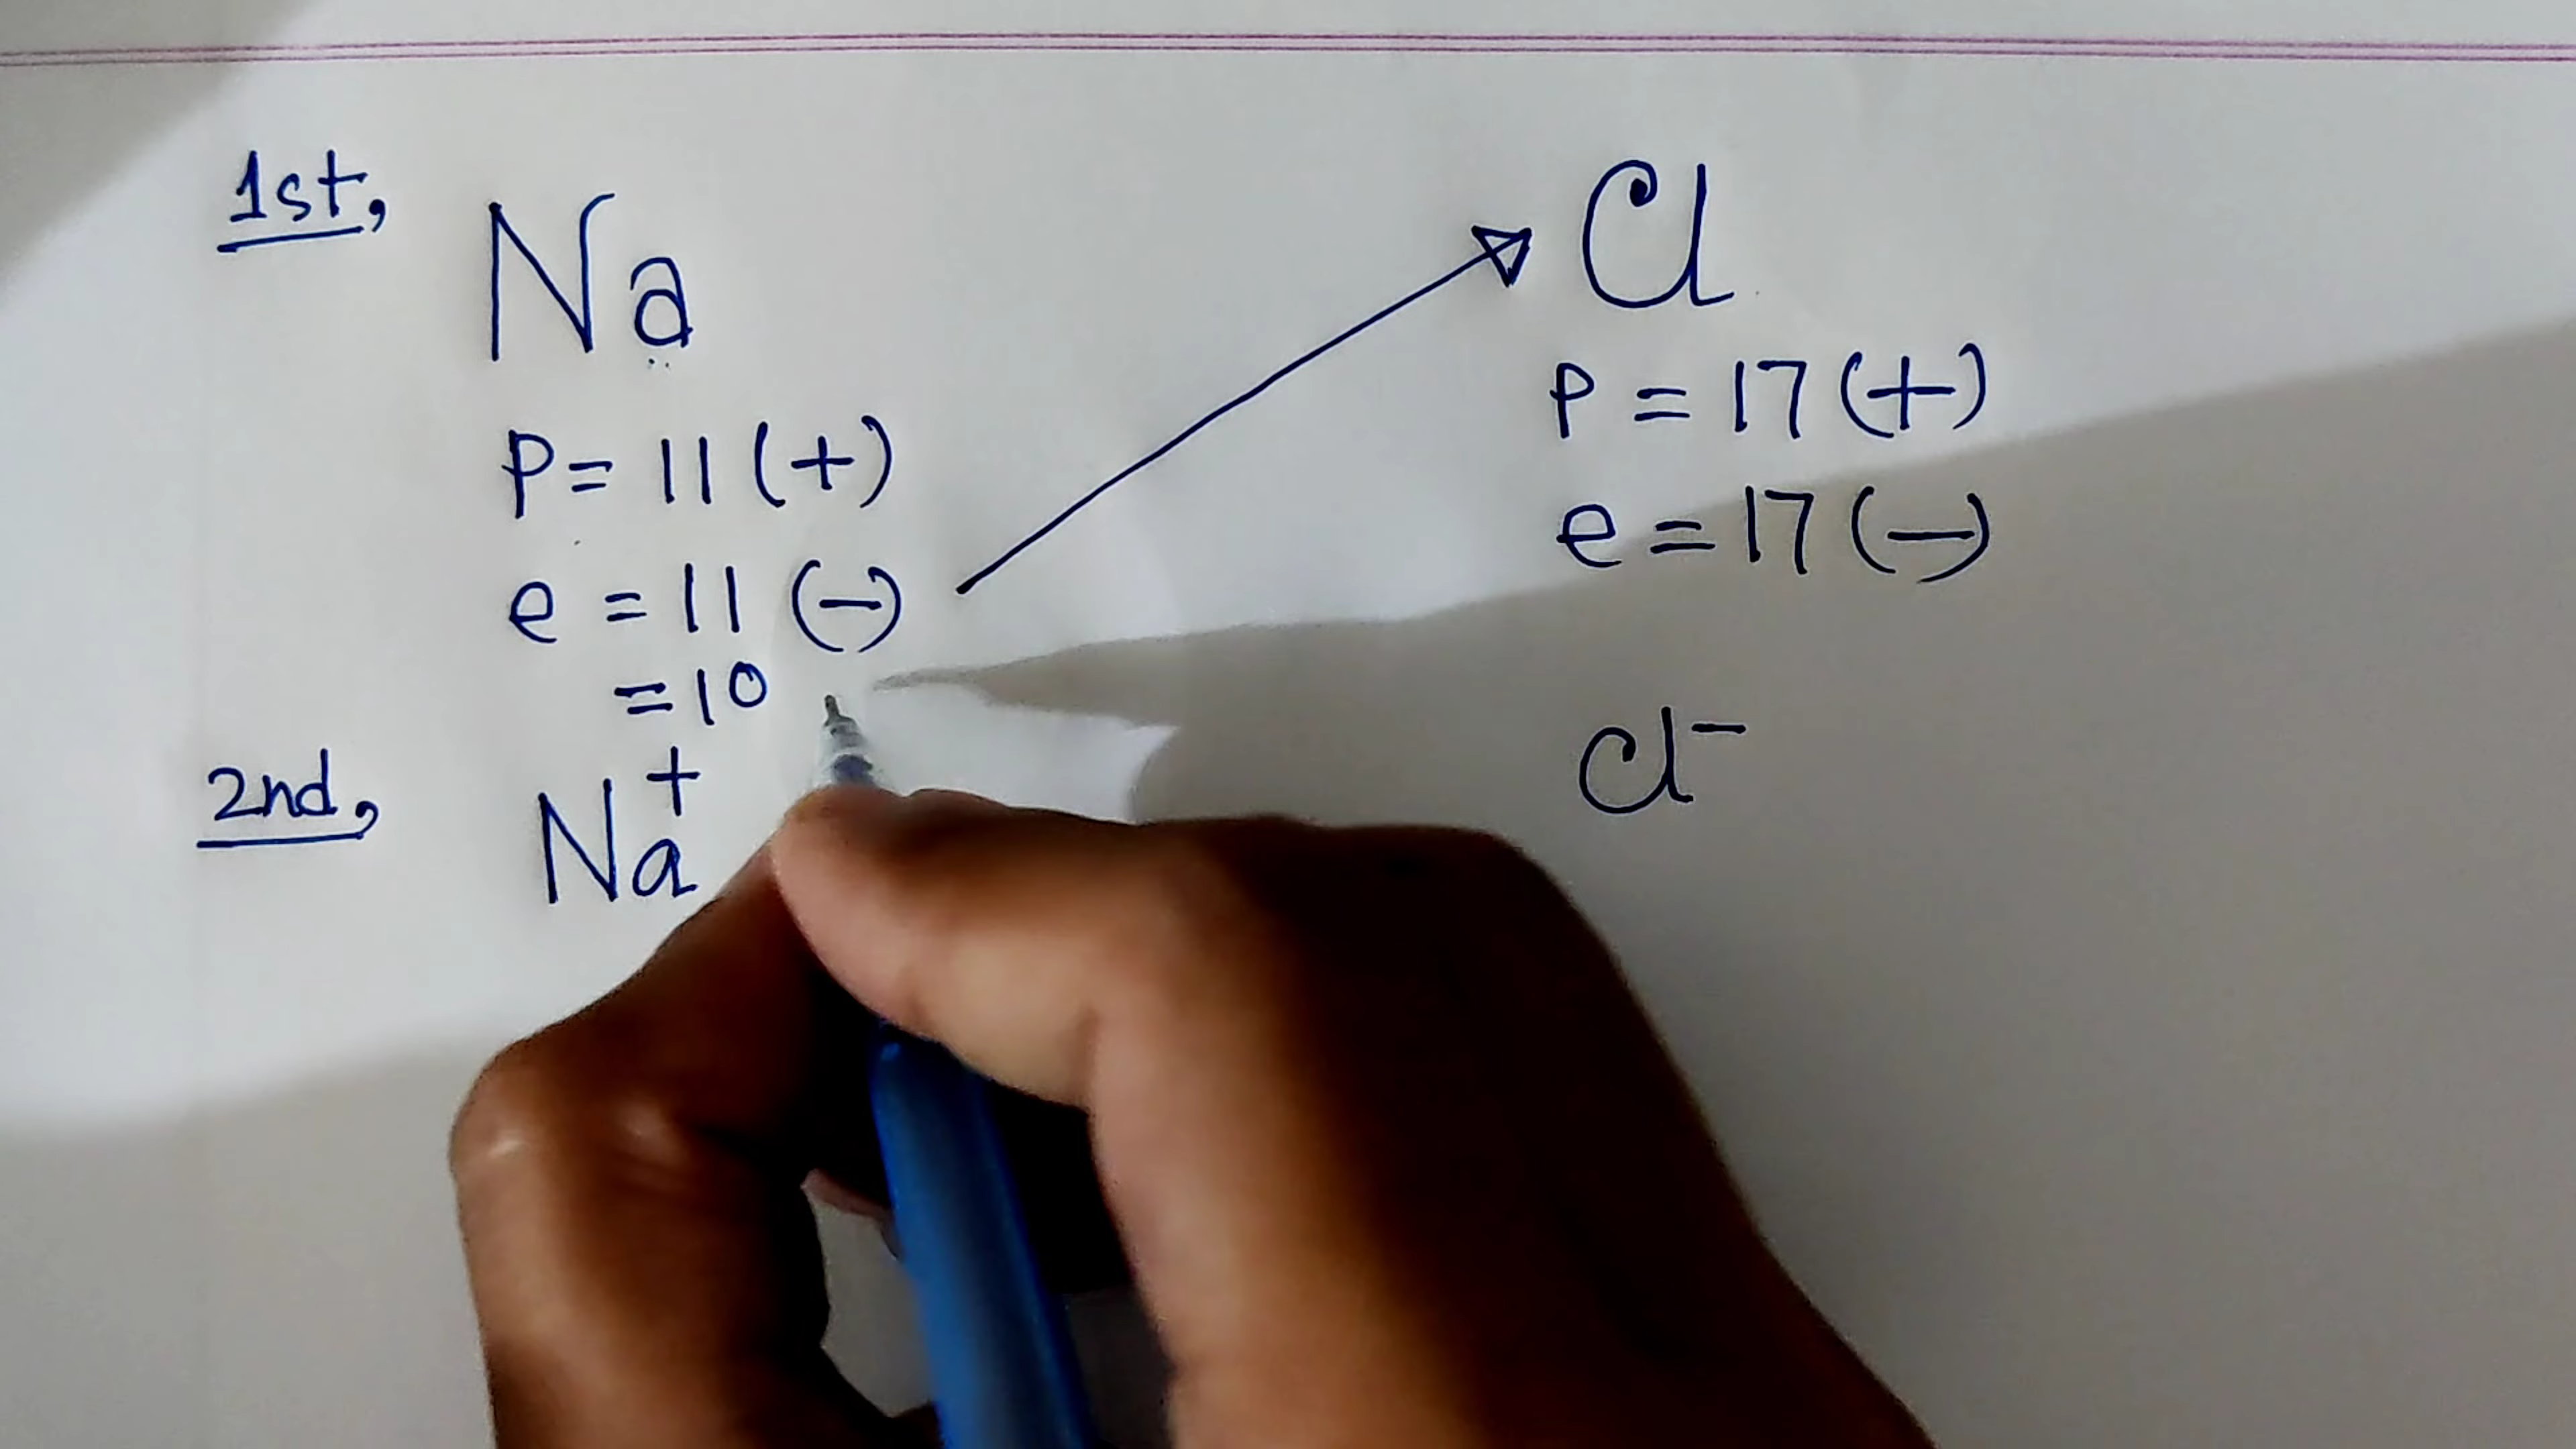 1st,
Na
P = 11 (+)
e = 11 (-)
= 10
Cl
P = 17 (+)
e = 17 (-)
2nd,
Na+
Cl-